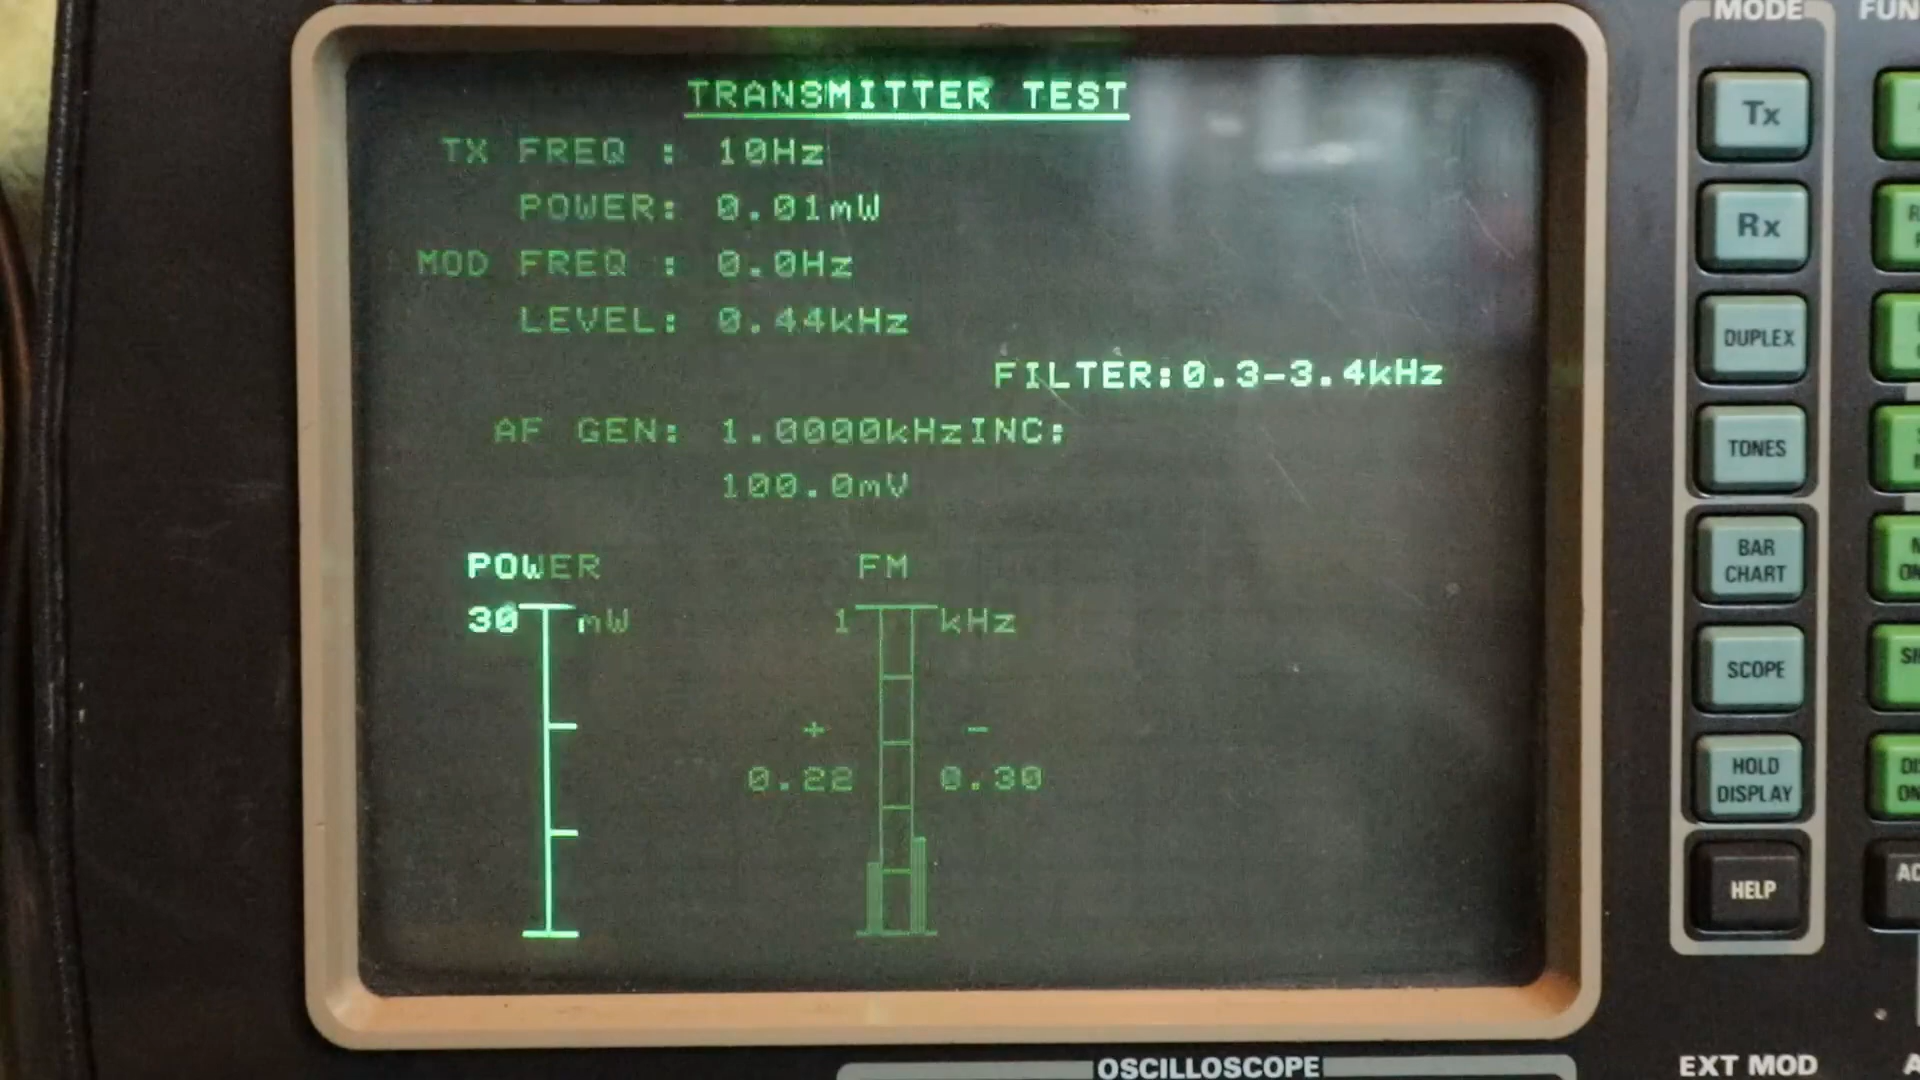 TRANSMITTER TEST
TX FREQ : 10Hz
POWER: 0.01mW
MOD FREQ : 0.0Hz
LEVEL: 0.44kHz
FILTER:0.3-3.4kHz
AF GEN: 1.0000kHzINC:
100.0mV
POWER
30 mW
FM
1 kHz
+ -
0.22 0.30
MODE
Tx
Rx
DUPLEX
TONES
BAR
CHART
SCOPE
HOLD
DISPLAY
HELP
OSCILLOSCOPE
EXT MOD